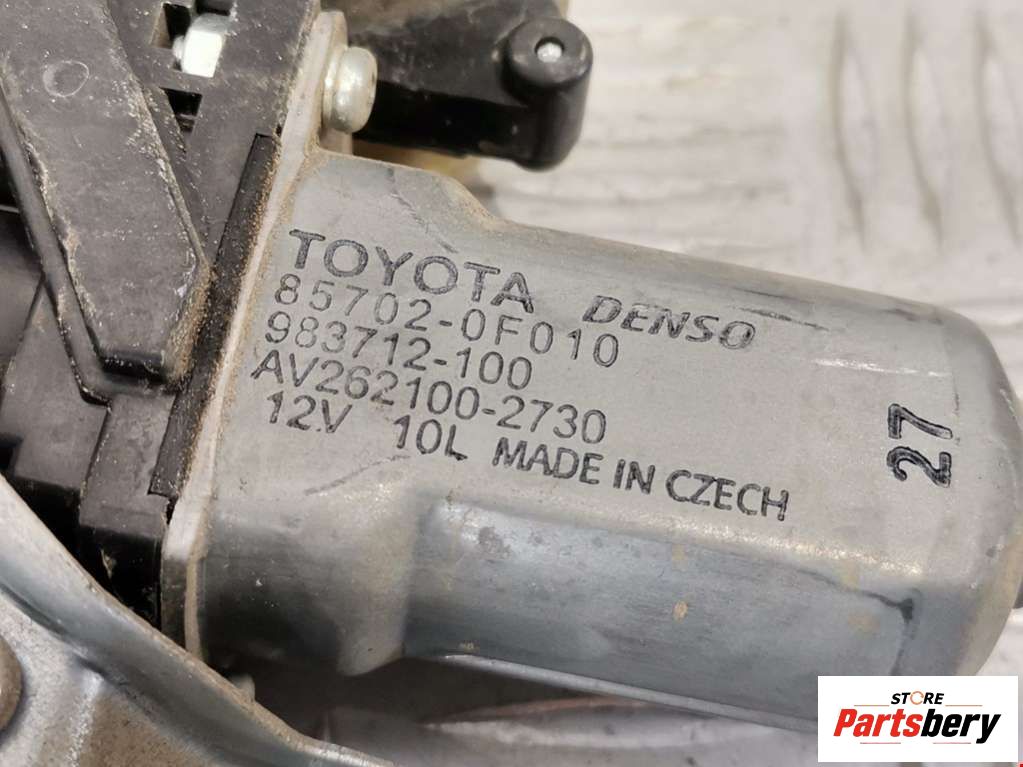 TOYOTA DENSO
85702-0F010
983712-100
AV262100-2730
12V 10L MADE IN CZECH
27
STORE
Partsbery